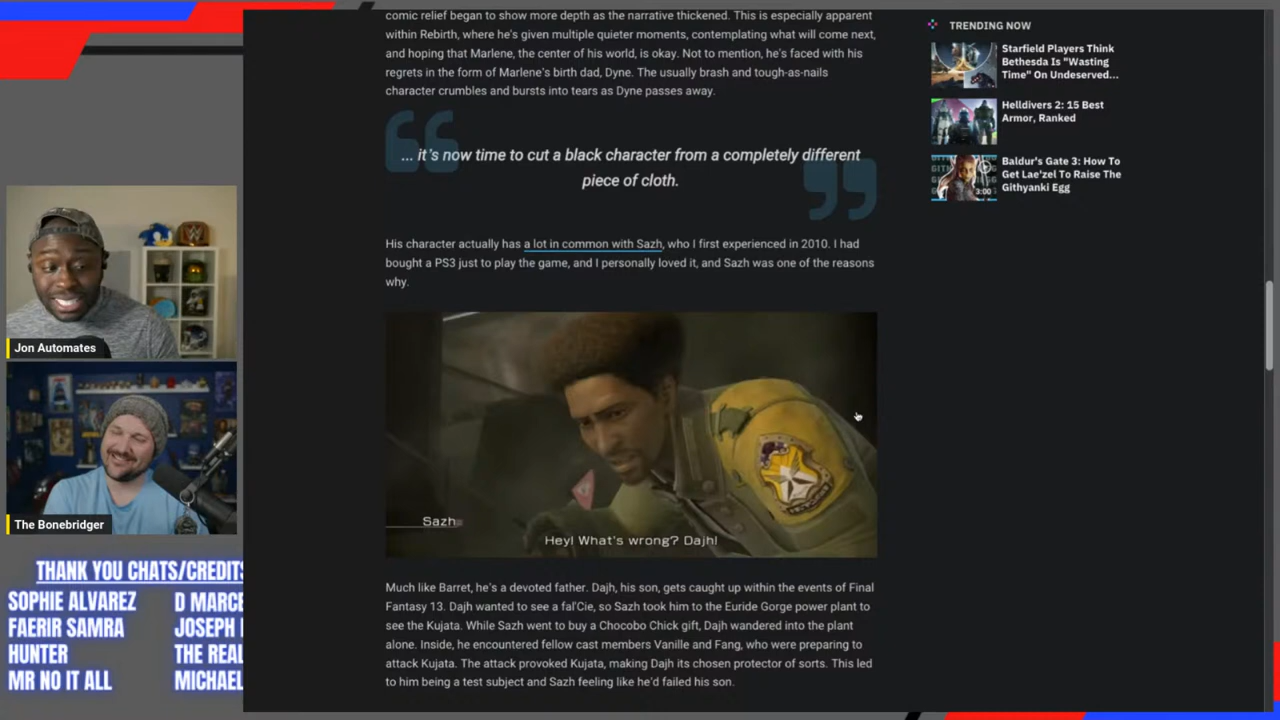 comic relief began to show more depth as the narrative thickened. This is especially apparent
within Rebirth, where he's given multiple quieter moments, contemplating what will come next,
and hoping that Marlene, the center of his world, is okay. Not to mention, he's faced with his
regrets in the form of Marlene's birth dad, Dyne. The usually brash and tough-as-nails
character crumbles and bursts into tears as Dyne passes away.
... it's now time to cut a black character from a completely different
piece of cloth.
His character actually has a lot in common with Sazh, who I first experienced in 2010. I had
bought a PS3 just to play the game, and I personally loved it, and Sazh was one of the reasons
why.
Sazh
Hey! What's wrong? Dajh!
Much like Barret, he's a devoted father. Dajh, his son, gets caught up within the events of Final
Fantasy 13. Dajh wanted to see a fal'Cie, so Sazh took him to the Euride Gorge power plant to
see the Kujata. While Sazh went to buy a Chocobo Chick gift, Dajh wandered into the plant
alone. Inside, he encountered fellow cast members Vanille and Fang, who were preparing to
attack Kujata. The attack provoked Kujata, making Dajh its chosen protector of sorts. This led
to him being a test subject and Sazh feeling like he'd failed his son.
TRENDING NOW
Starfield Players Think
Bethesda Is "Wasting
Time" On Undeserved...
Helldivers 2: 15 Best
Armor, Ranked
Baldur's Gate 3: How To
Get Lae'zel To Raise The
Githyanki Egg
3:00
Jon Automates
The Bonebridger
THANK YOU CHATS/CREDITS
SOPHIE ALVAREZ D MARCE
FAERIR SAMRA JOSEPH
HUNTER THE REAL
MR NO IT ALL MICHAEL